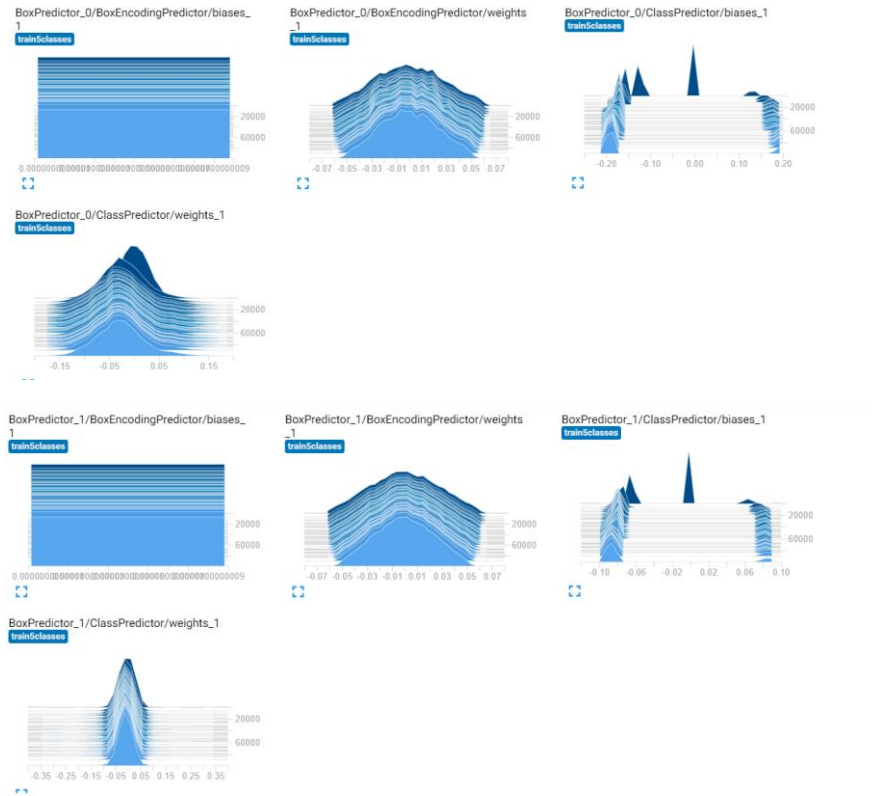 BoxPredictor_0/BoxEncodingPredictor/biases_
1
train5classes
20000
60000
BoxPredictor_0/BoxEncodingPredictor/weights
_1
train5classes
20000
60000
-0.07 -0.05 -0.03 -0.01 0.01 0.03 0.05 0.07
BoxPredictor_0/ClassPredictor/biases_1
train5classes
20000
60000
-0.20 -0.10 0.00 0.10 0.20
BoxPredictor_0/ClassPredictor/weights_1
train5classes
20000
60000
-0.15 -0.05 0.05 0.15
BoxPredictor_1/BoxEncodingPredictor/biases_
1
train5classes
20000
60000
BoxPredictor_1/BoxEncodingPredictor/weights
_1
train5classes
20000
60000
-0.07 -0.05 -0.03 -0.01 0.01 0.03 0.05 0.07
BoxPredictor_1/ClassPredictor/biases_1
train5classes
20000
60000
-0.10 -0.06 -0.02 0.02 0.06 0.10
BoxPredictor_1/ClassPredictor/weights_1
train5classes
20000
60000
-0.35 -0.25 -0.15 -0.05 0.05 0.15 0.25 0.35